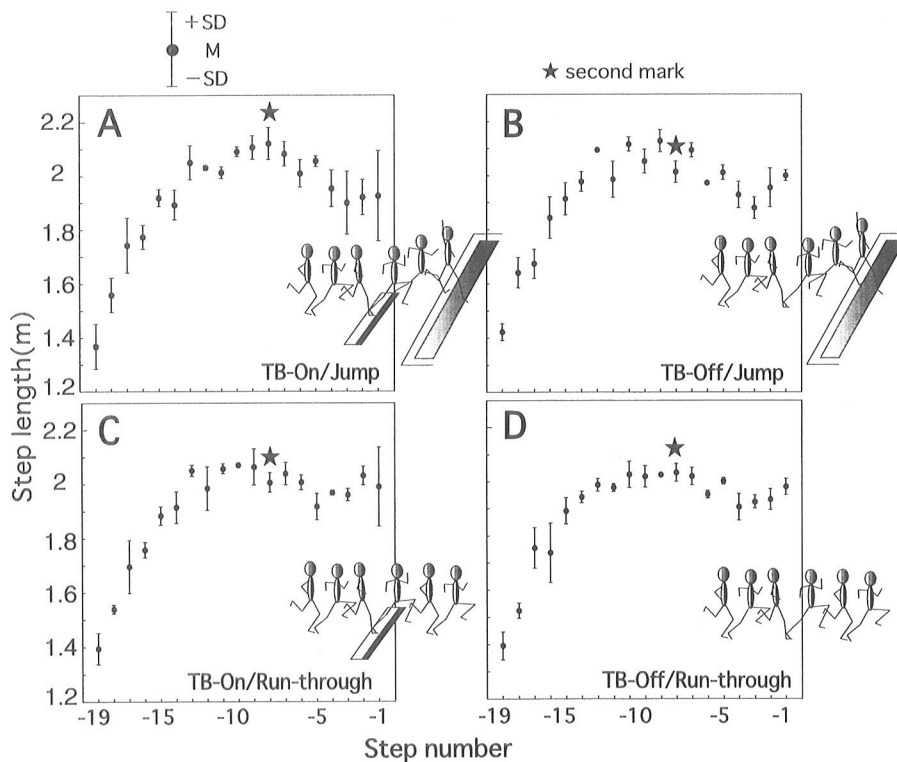 +SD
M
−SD
★ second mark
A
B
2.2
2
1.8
1.6
1.4
1.2
TB-On/Jump
TB-Off/Jump
Step length(m)
C
D
2.2
2
1.8
1.6
1.4
1.2
TB-On/Run-through
TB-Off/Run-through
-19 -10 -5 -1
-19 -10 -5 -1
Step number